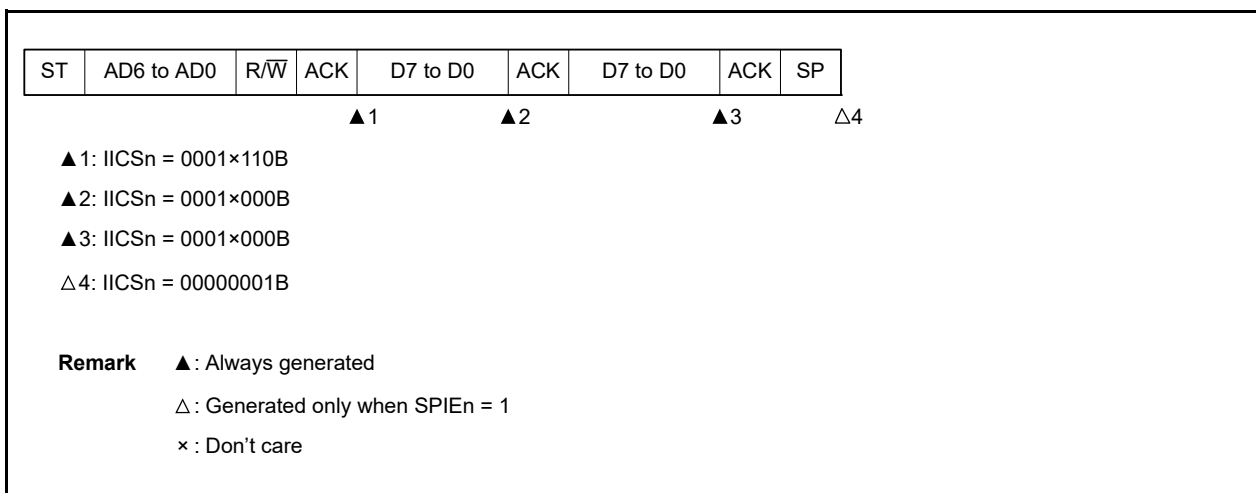 ST AD6 to AD0 R/W̅ ACK D7 to D0 ACK D7 to D0 ACK SP
▲1 ▲2 ▲3 △4
▲1: IICSn = 0001×110B
▲2: IICSn = 0001×000B
▲3: IICSn = 0001×000B
△4: IICSn = 00000001B
Remark ▲: Always generated
△: Generated only when SPIEn = 1
×: Don't care